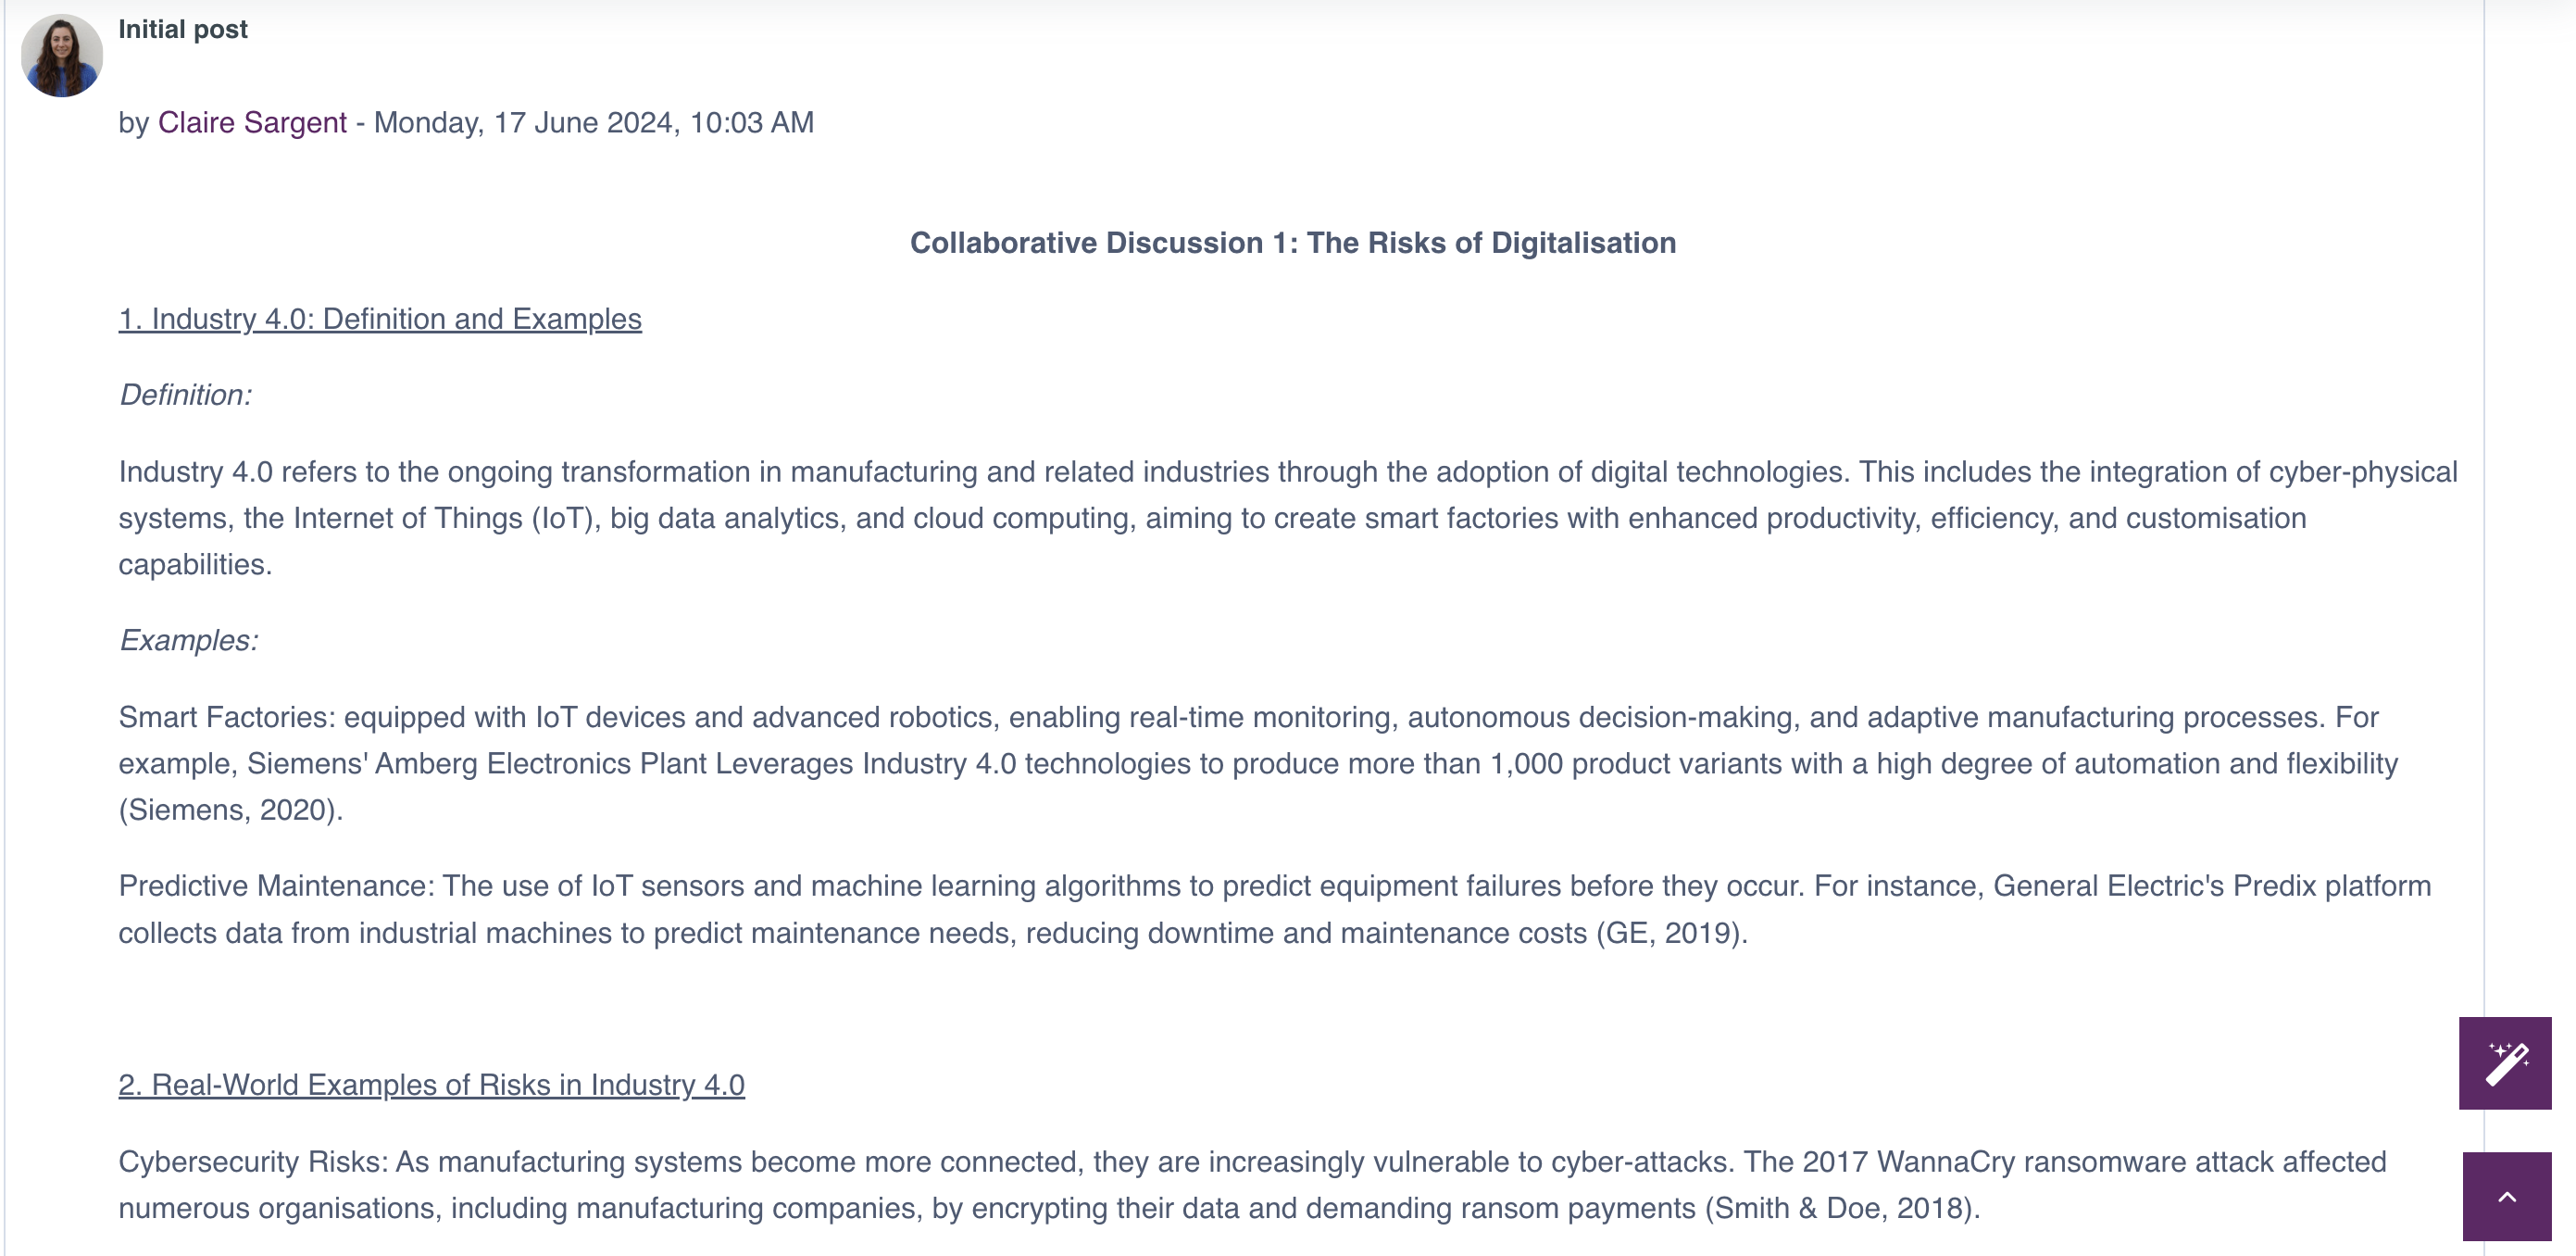 Initial post
by Claire Sargent - Monday, 17 June 2024, 10:03 AM
Collaborative Discussion 1: The Risks of Digitalisation
1. Industry 4.0: Definition and Examples
Definition:
Industry 4.0 refers to the ongoing transformation in manufacturing and related industries through the adoption of digital technologies. This includes the integration of cyber-physical
systems, the Internet of Things (IoT), big data analytics, and cloud computing, aiming to create smart factories with enhanced productivity, efficiency, and customisation
capabilities.
Examples:
Smart Factories: equipped with IoT devices and advanced robotics, enabling real-time monitoring, autonomous decision-making, and adaptive manufacturing processes. For
example, Siemens' Amberg Electronics Plant Leverages Industry 4.0 technologies to produce more than 1,000 product variants with a high degree of automation and flexibility
(Siemens, 2020).
Predictive Maintenance: The use of IoT sensors and machine learning algorithms to predict equipment failures before they occur. For instance, General Electric's Predix platform
collects data from industrial machines to predict maintenance needs, reducing downtime and maintenance costs (GE, 2019).
2. Real-World Examples of Risks in Industry 4.0
Cybersecurity Risks: As manufacturing systems become more connected, they are increasingly vulnerable to cyber-attacks. The 2017 WannaCry ransomware attack affected
numerous organisations, including manufacturing companies, by encrypting their data and demanding ransom payments (Smith & Doe, 2018).